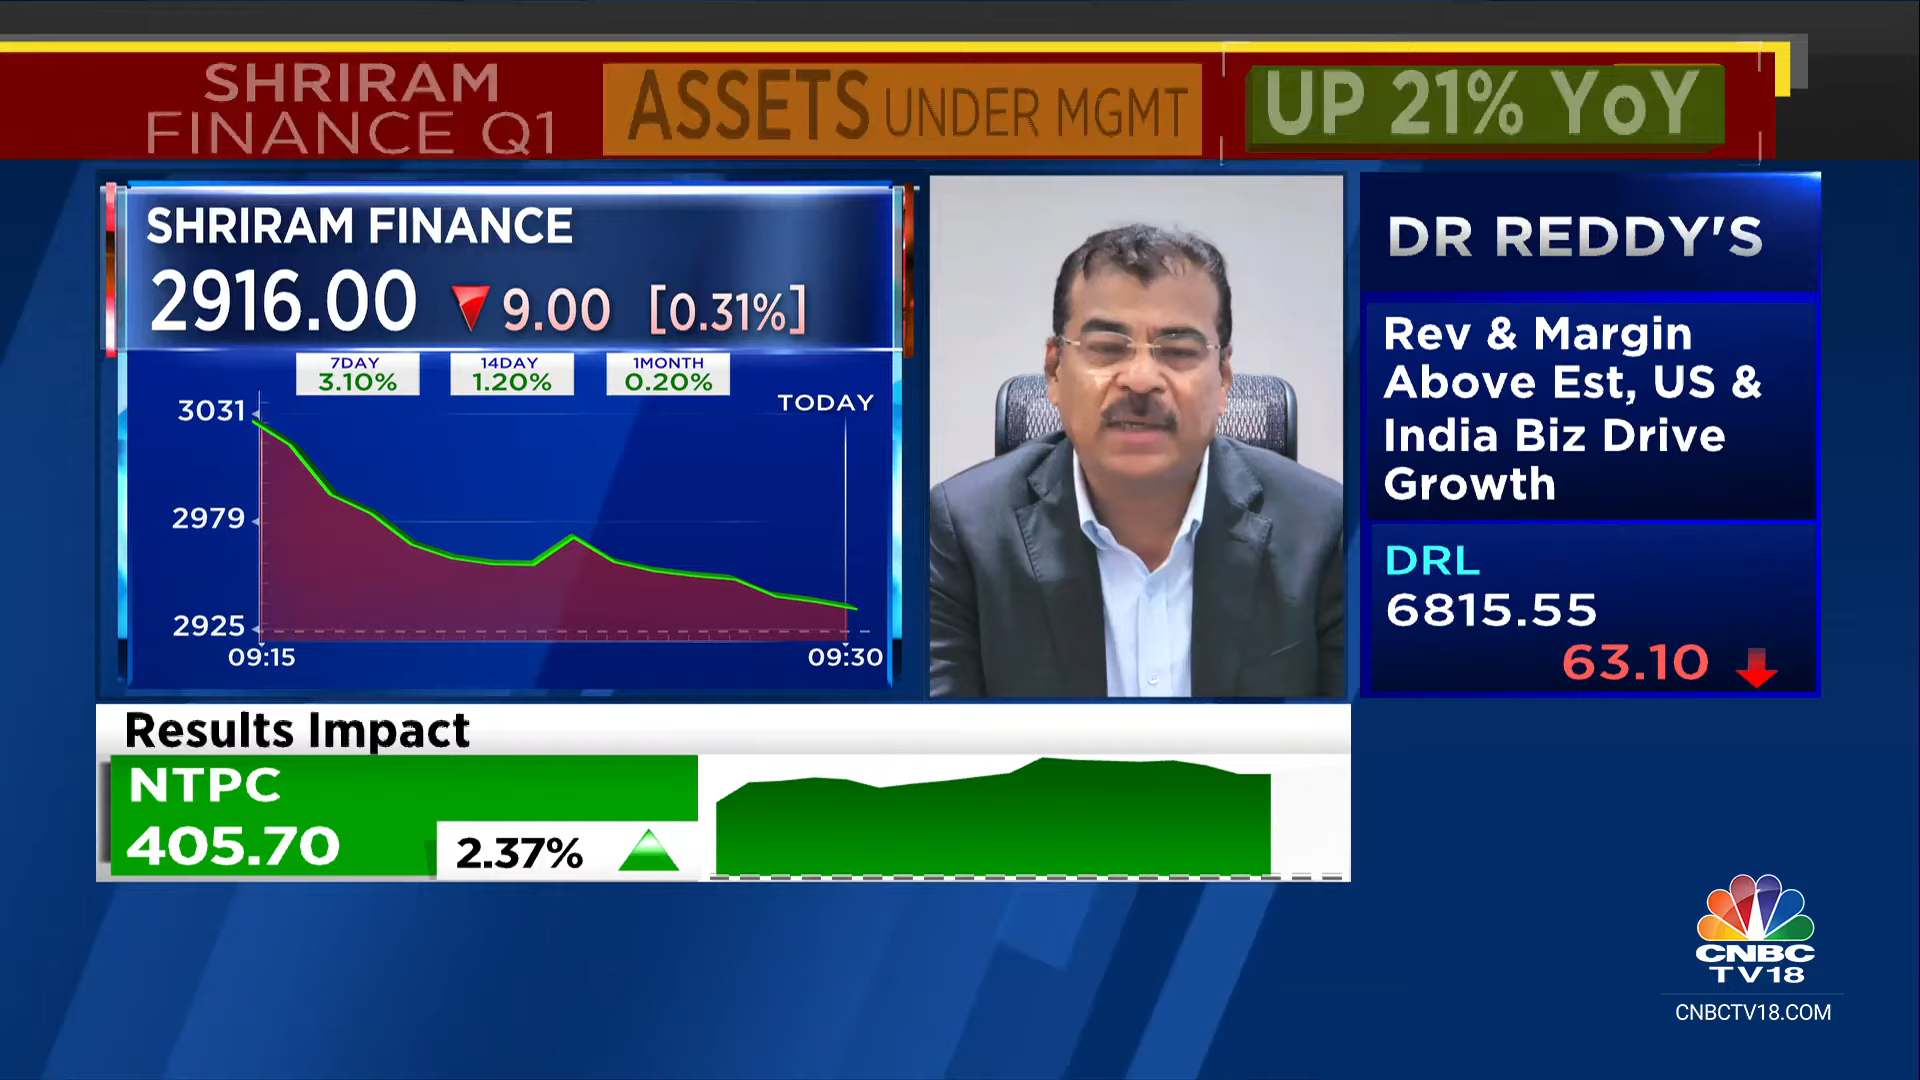 SHRIRAM
FINANCE Q1
ASSETS UNDER MGMT
UP 21% YoY
SHRIRAM FINANCE
2916.00 9.00 [0.31%]
7DAY
3.10%
14DAY
1.20%
1MONTH
0.20%
TODAY
3031
2979
2925
09:15
09:30
DR REDDY'S
Rev & Margin
Above Est, US &
India Biz Drive
Growth
DRL
6815.55
63.10
Results Impact
NTPC
405.70
2.37%
CNBC
TV18
CNBCTV18.COM